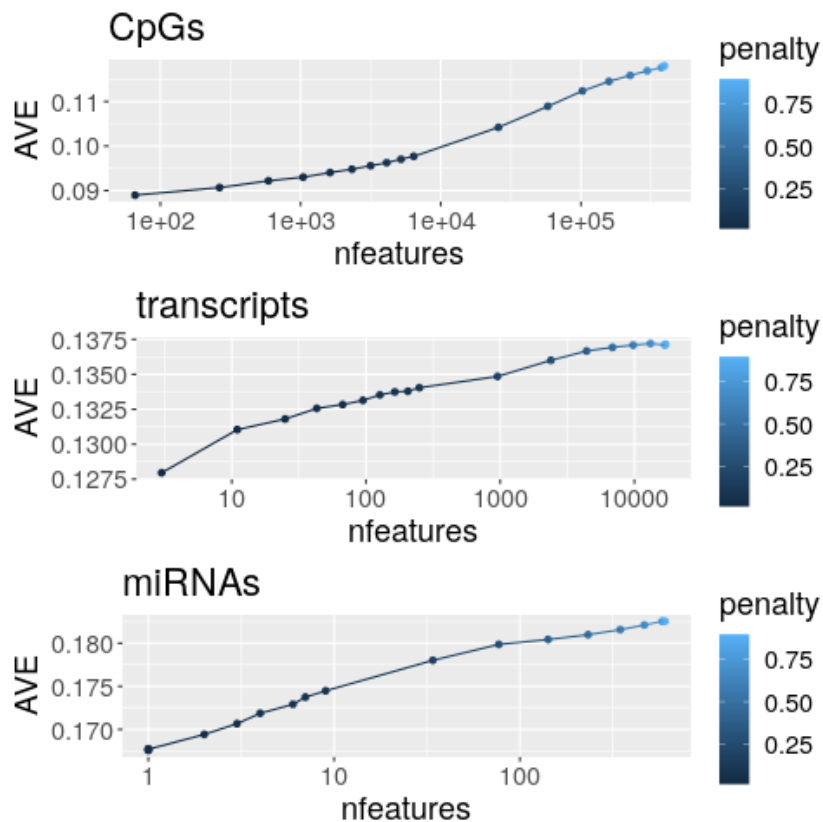 CpGs
AVE
0.11
0.10
0.09
1e+02 1e+03 1e+04 1e+05
nfeatures
penalty
0.75
0.50
0.25
transcripts
AVE
0.1375
0.1350
0.1325
0.1300
0.1275
10 100 1000 10000
nfeatures
penalty
0.75
0.50
0.25
miRNAs
AVE
0.180
0.175
0.170
1 10 100
nfeatures
penalty
0.75
0.50
0.25